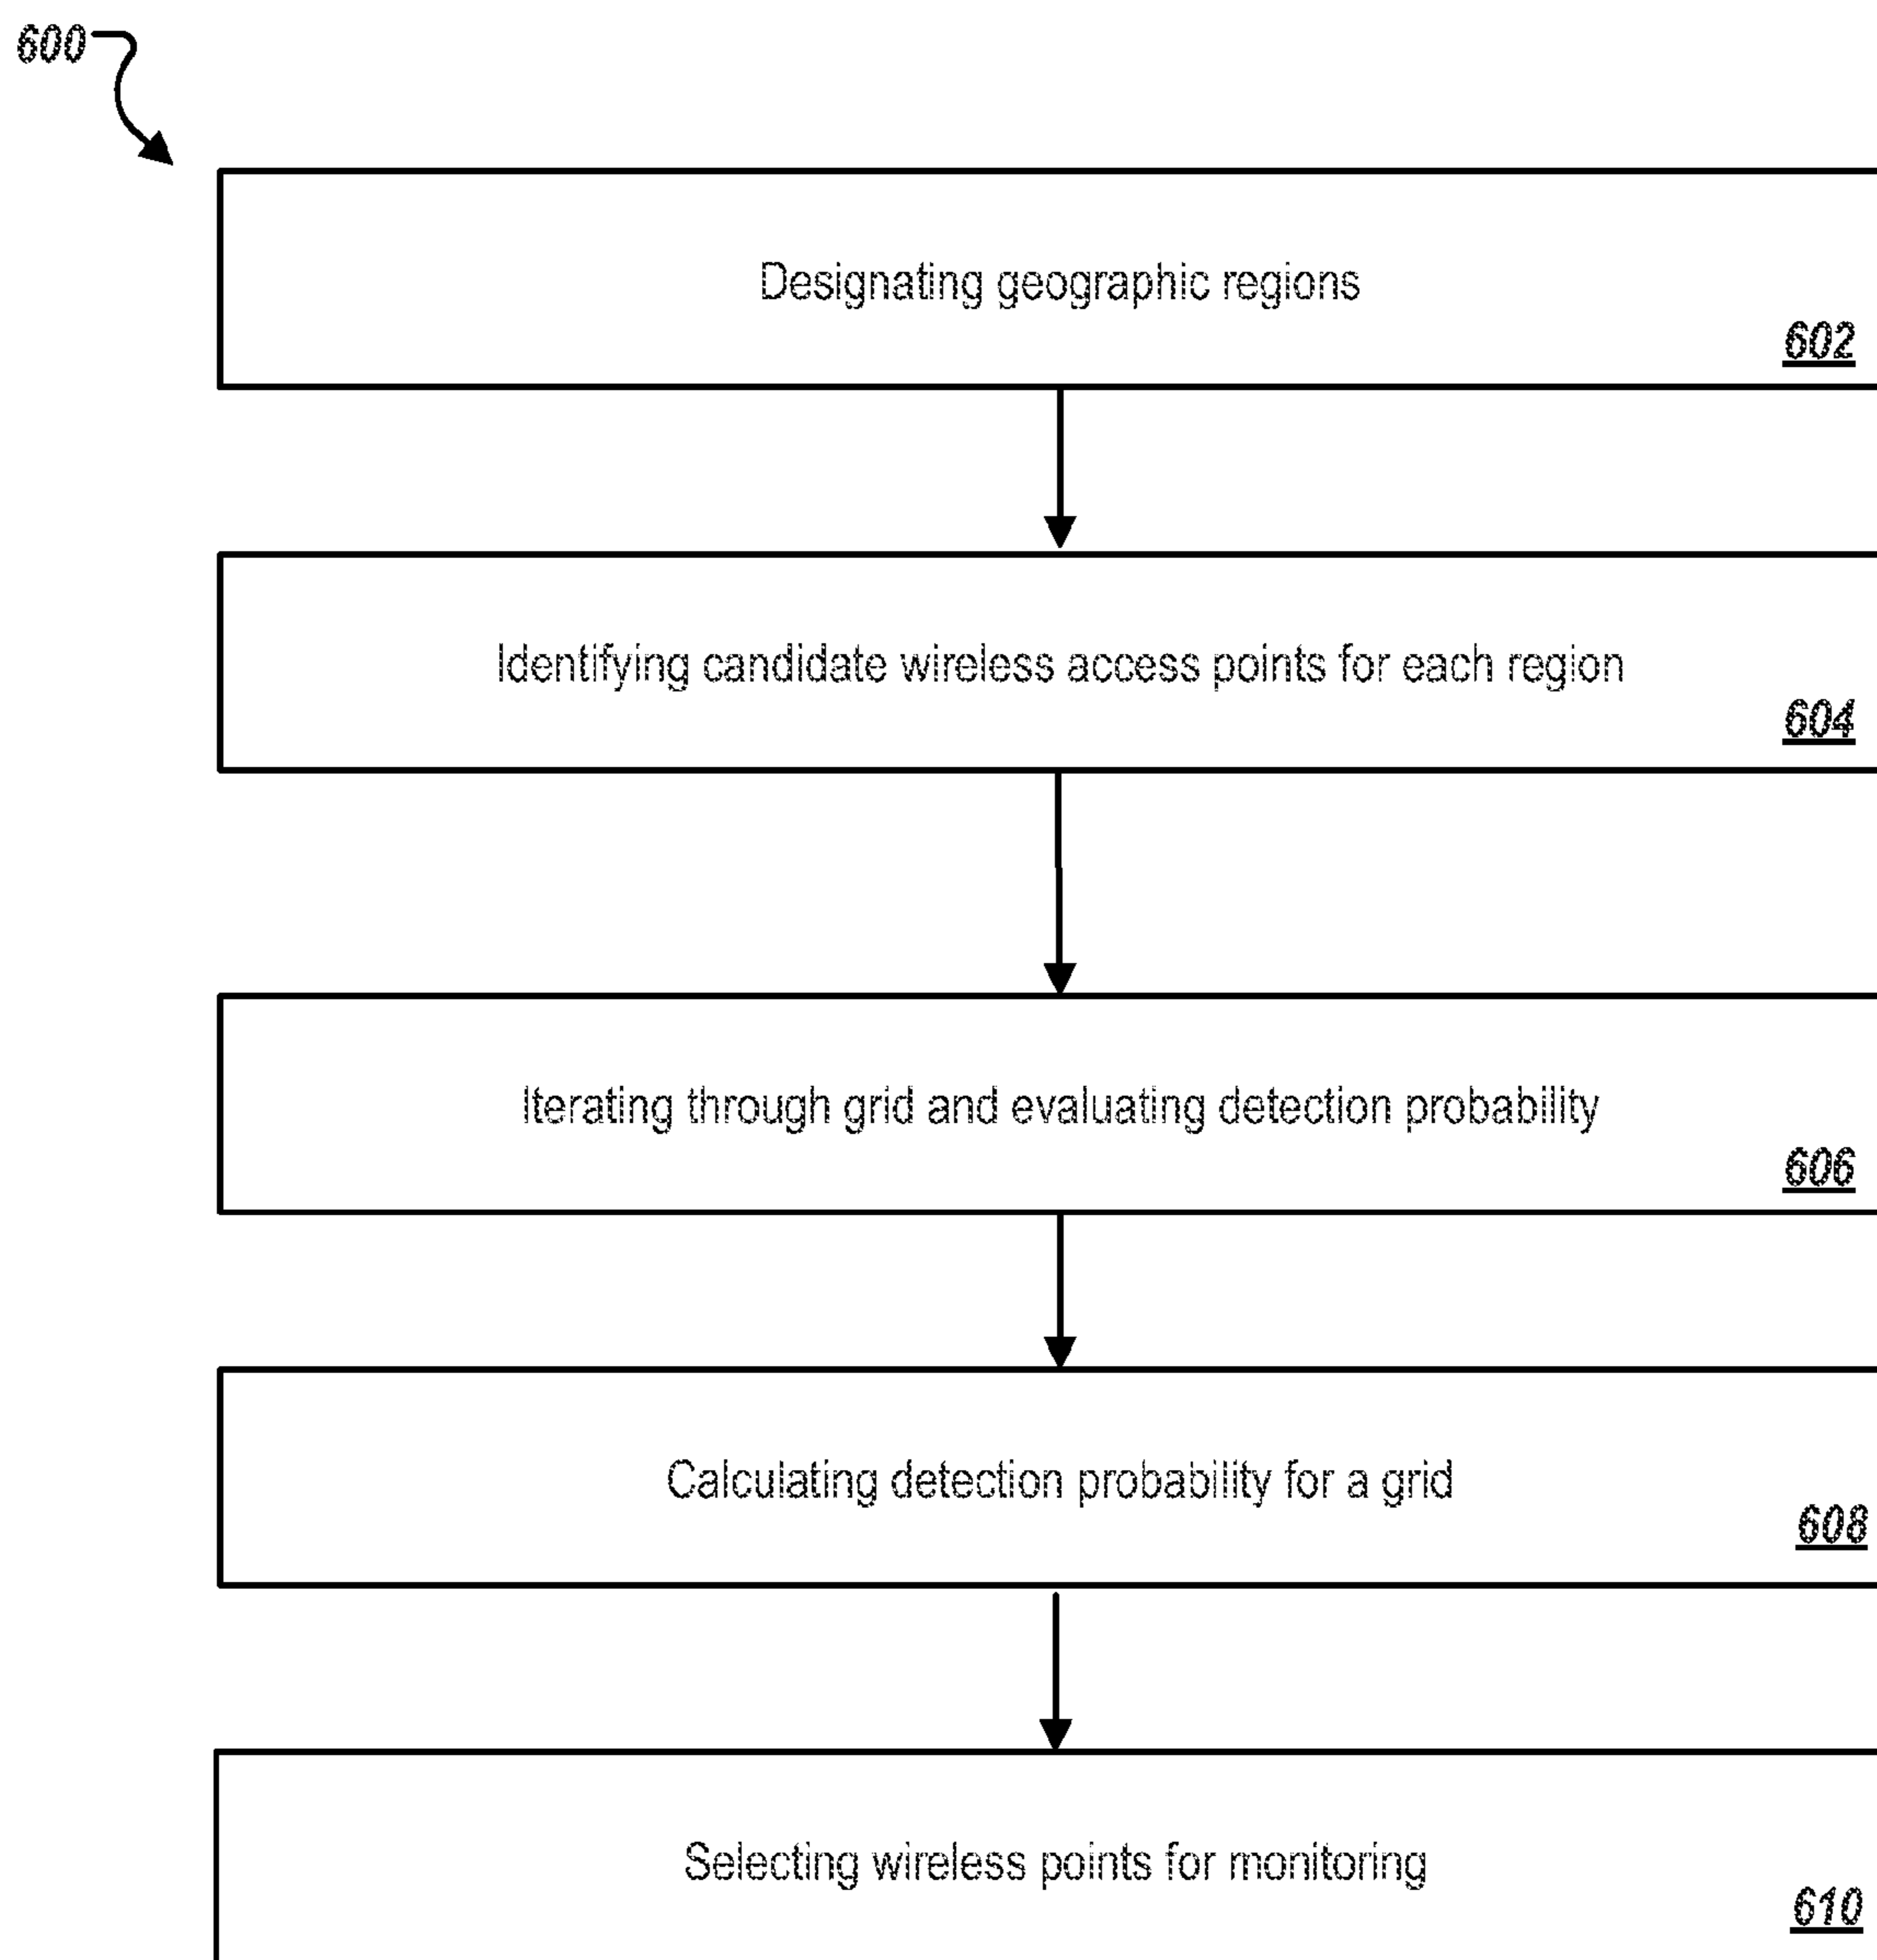 600
Designating geographic regions
602
Identifying candidate wireless access points for each region
604
Iterating through grid and evaluating detection probability
606
Calculating detection probability for a grid
608
Selecting wireless points for monitoring
610